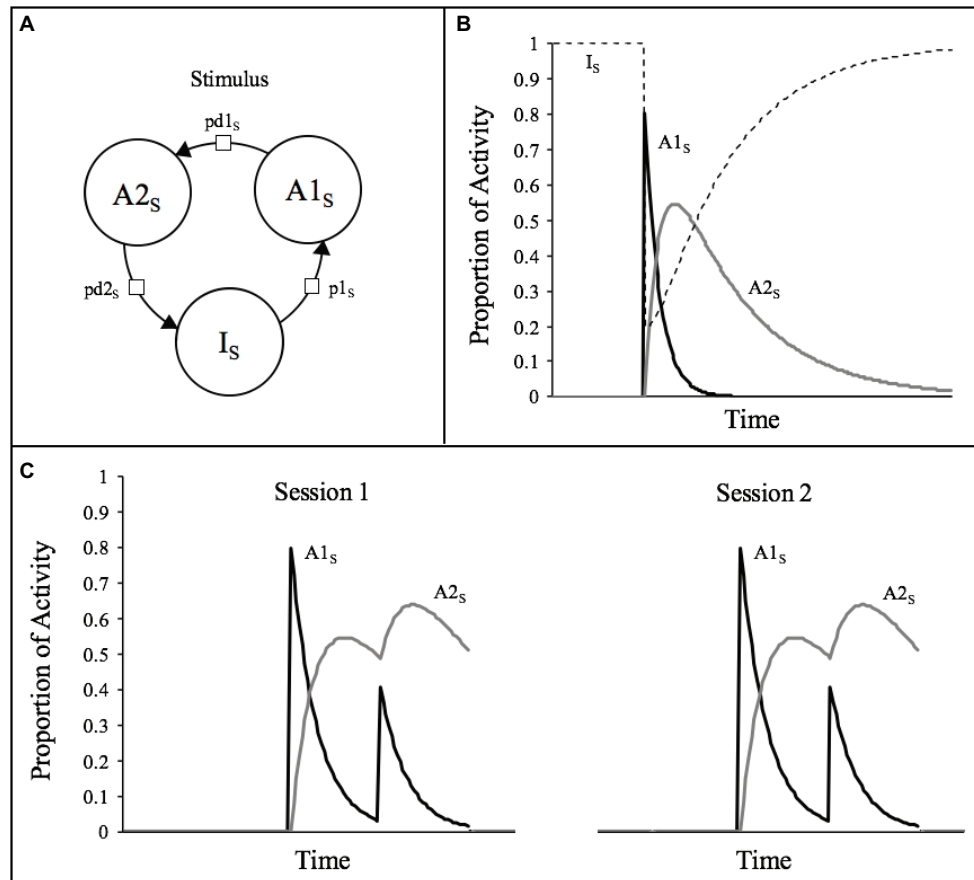 A
Stimulus
pd1S
A2S
A1S
pd2S
p1S
IS
B
Proportion of Activity
1
0.9
0.8
0.7
0.6
0.5
0.4
0.3
0.2
0.1
0
IS
A1S
A2S
Time
C
Proportion of Activity
1
0.9
0.8
0.7
0.6
0.5
0.4
0.3
0.2
0.1
0
Session 1
A1S
A2S
Time
Session 2
A1S
A2S
Time